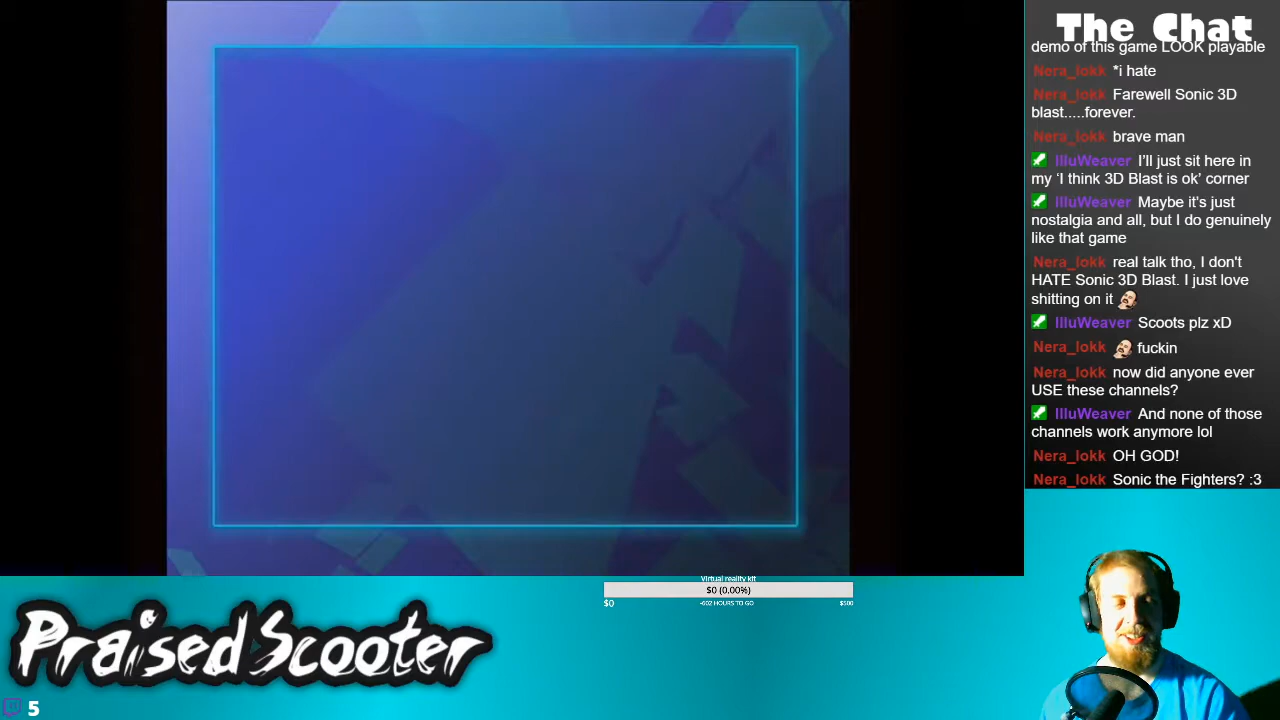 The Chat
demo of this game LOOK playable
Nera_lokk *i hate
Nera_lokk Farewell Sonic 3D
blast.....forever.
Nera_lokk brave man
IlluWeaver I’ll just sit here in
my ‘I think 3D Blast is ok’ corner
IlluWeaver Maybe it’s just
nostalgia and all, but I do genuinely
like that game
Nera_lokk real talk tho, I don't
HATE Sonic 3D Blast. I just love
shitting on it
IlluWeaver Scoots plz xD
Nera_lokk fuckin
Nera_lokk now did anyone ever
USE these channels?
IlluWeaver And none of those
channels work anymore lol
Nera_lokk OH GOD!
Nera_lokk Sonic the Fighters? :3
Virtual reality kit
$0 (0.00%)
$0 -602 HOURS TO GO $500
PraisedScooter
5